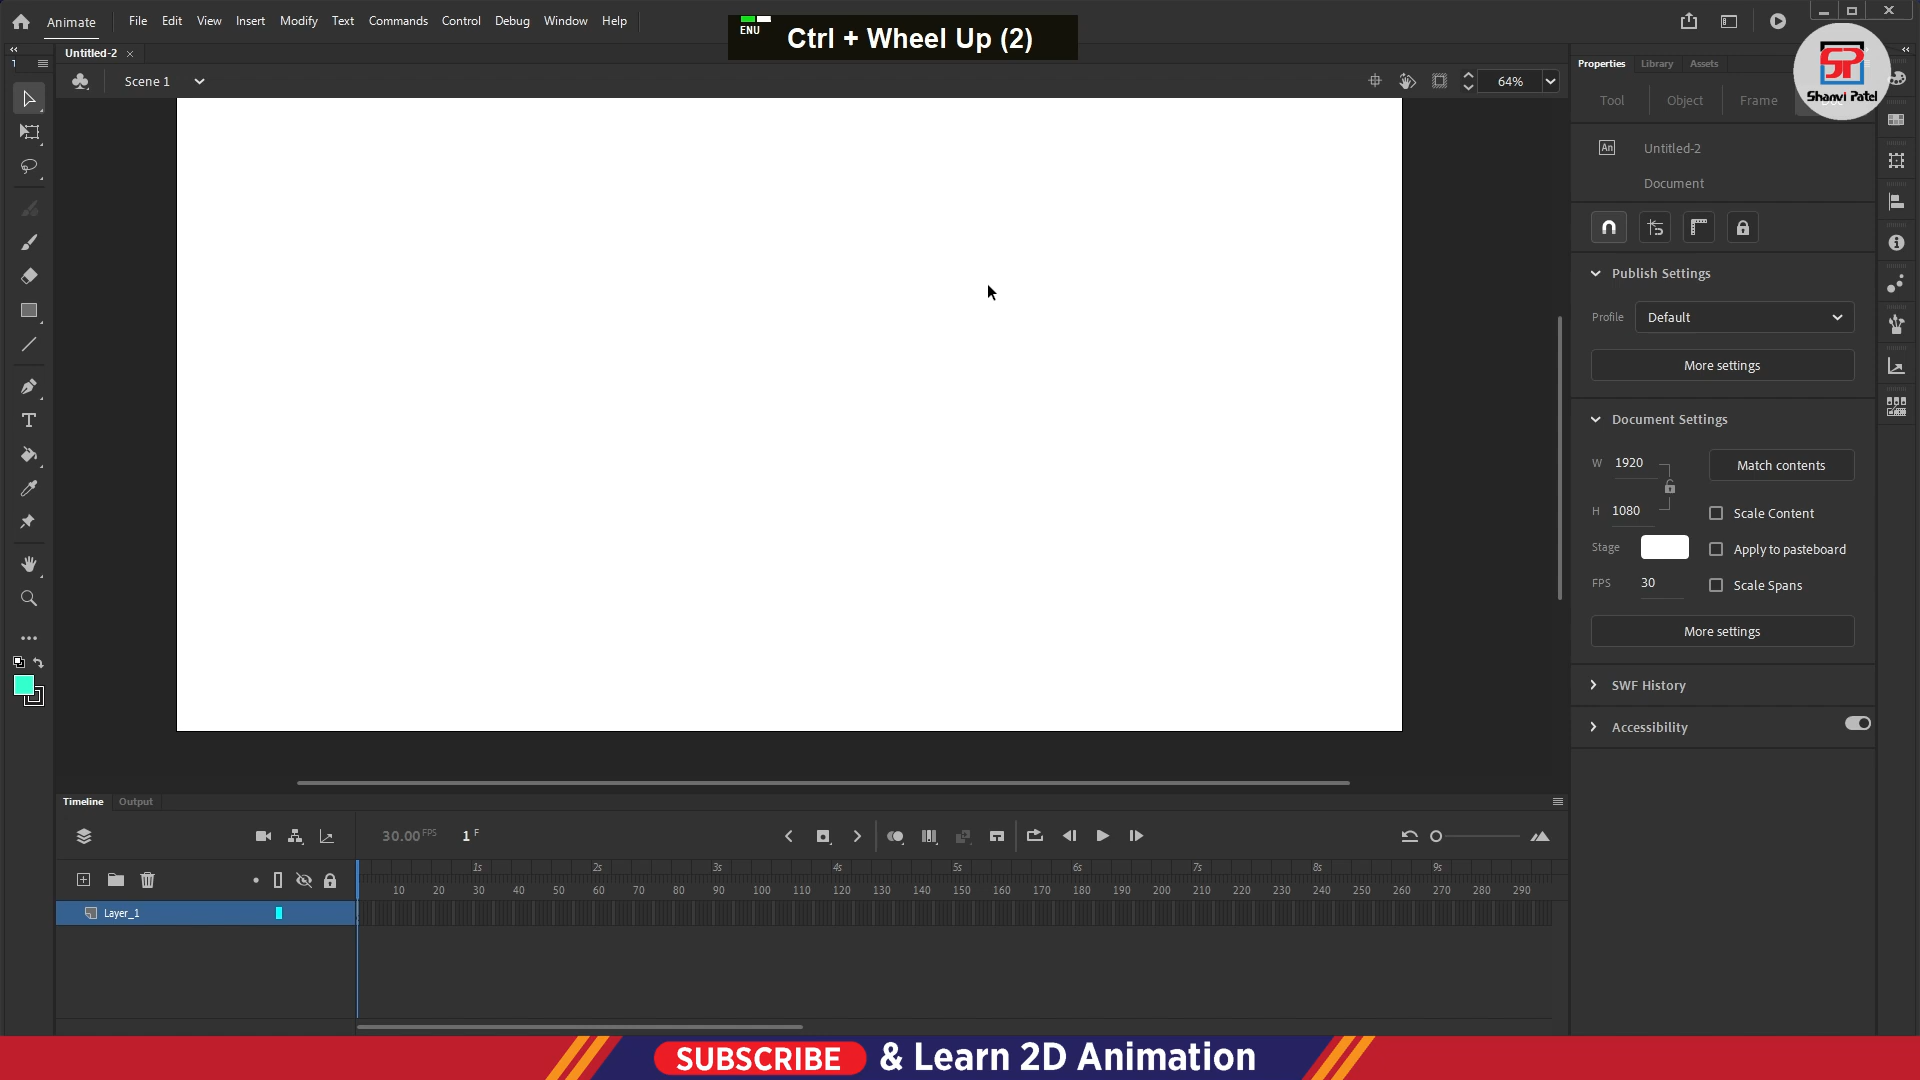 Animate File Edit View Insert Modify Text Commands Control Debug Window Help
ENU Ctrl + Wheel Up (2)
Untitled-2
Scene 1
64%
Properties Library Assets
Shanvi Patel
Tool Object Frame Doc
An Untitled-2
Document
Publish Settings
Profile Default
More settings
Document Settings
W 1920
Match contents
H 1080
Scale Content
Stage
Apply to pasteboard
FPS 30
Scale Spans
More settings
SWF History
Accessibility
Timeline Output
30.00 FPS 1 F
1s 2s 3s 4s 5s 6s 7s 8s 9s
10 20 30 40 50 60 70 80 90 100 110 120 130 140 150 160 170 180 190 200 210 220 230 240 250 260 270 280 290
Layer_1
SUBSCRIBE & Learn 2D Animation